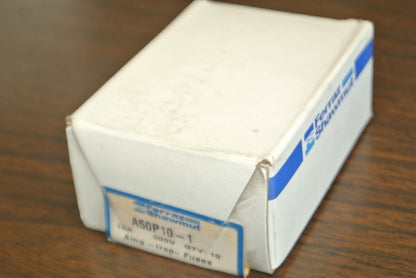 Ferraz
Shawmut
A50P10-1
Ferraz
Shawmut
10A 500V QTY. 10
Amp-trap-Fuses